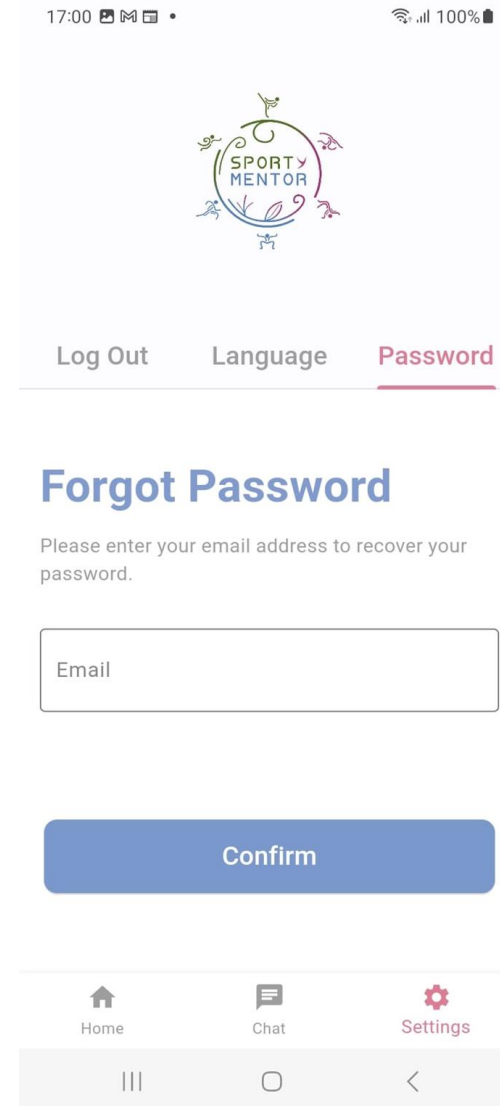 17:00
100%
SPORTY
MENTOR
Log Out Language Password
Forgot Password
Please enter your email address to recover your
password.
Email
Confirm
Home Chat Settings